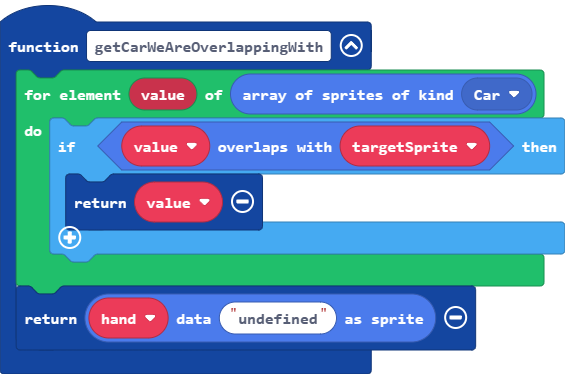 function getCarWeAreOverlappingWith
for element value of array of sprites of kind Car
do
if value overlaps with targetSprite then
return value
return hand data "undefined" as sprite